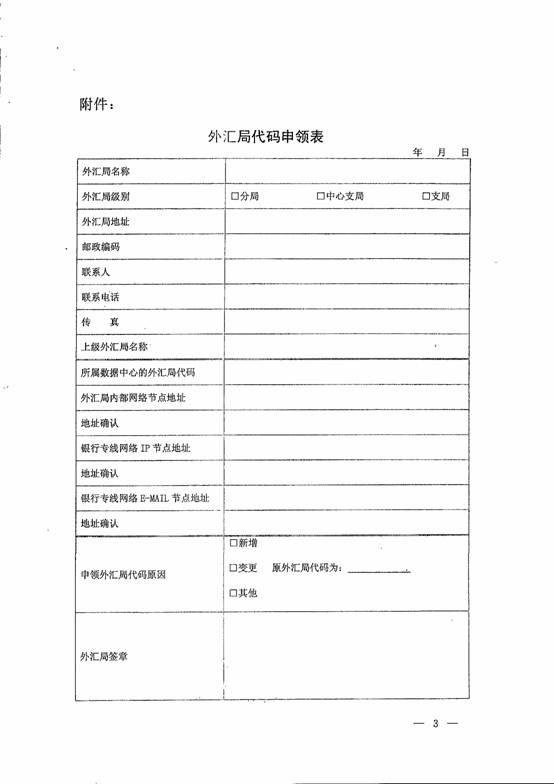 附件：
外汇局代码申领表
年 月 日
外汇局名称
外汇局级别 □分局 □中心支局 □支局
外汇局地址
邮政编码
联系人
联系电话
传 真
上级外汇局名称
所属数据中心的外汇局代码
外汇局内部网络节点地址
地址确认
银行专线网络 IP 节点地址
地址确认
银行专线网络 E-MAIL 节点地址
地址确认
□新增
申领外汇局代码原因 □变更 原外汇局代码为：
□其他
外汇局签章
— 3 —